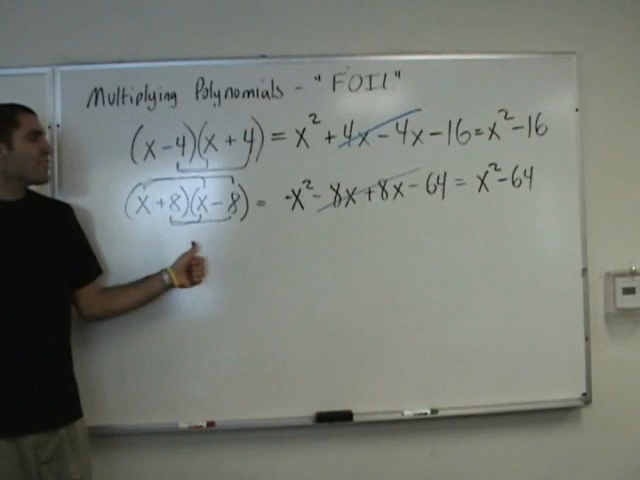 Multiplying Polynomials - "FOIL"
(x - 4)(x + 4) = x² + 4x - 4x - 16 = x² - 16
(x + 8)(x - 8) = x² - 8x + 8x - 64 = x² - 64